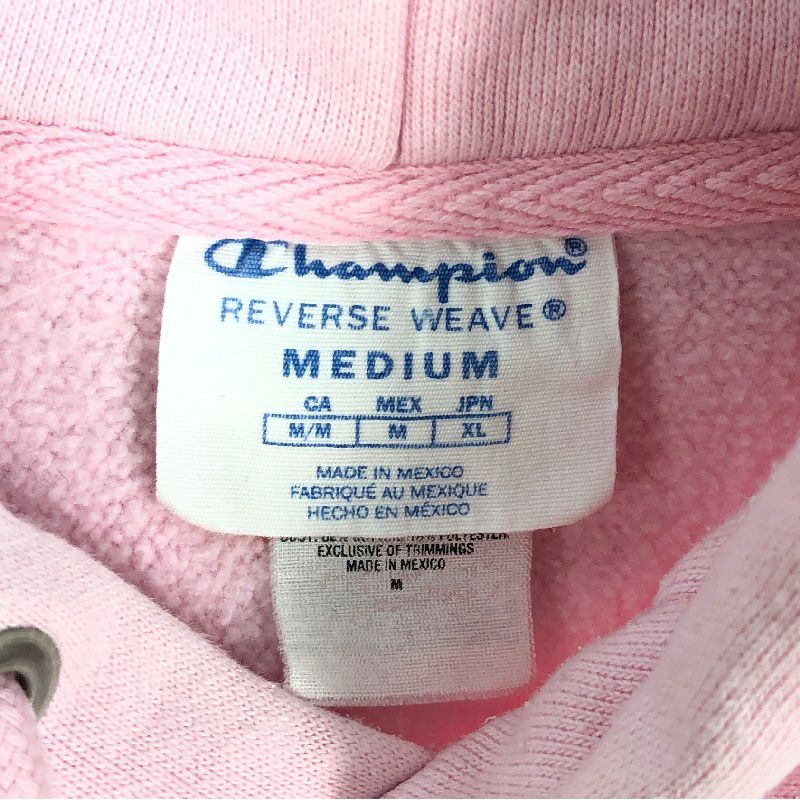 Champion®
REVERSE WEAVE®
MEDIUM
CA MEX JPN
M/M M XL
MADE IN MEXICO
FABRIQUÉ AU MEXIQUE
HECHO EN MÉXICO
POLYESTER
EXCLUSIVE OF TRIMMINGS
MADE IN MEXICO
M